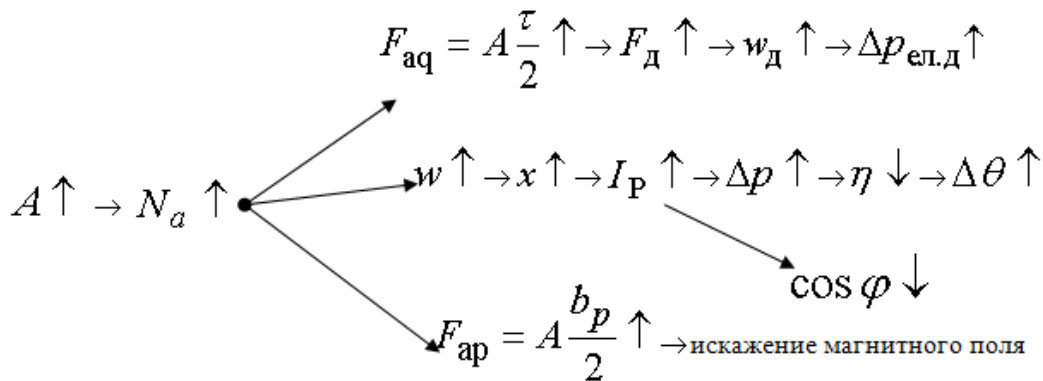 F_aq = A τ/2 ↑ → F_д ↑ → w_д ↑ → Δp_ел.д ↑
w ↑ → x ↑ → I_P ↑ → Δp ↑ → η ↓ → Δθ ↑
A ↑ → N_a ↑
cos φ ↓
F_ap = A b_p/2 ↑ → искажение магнитного поля